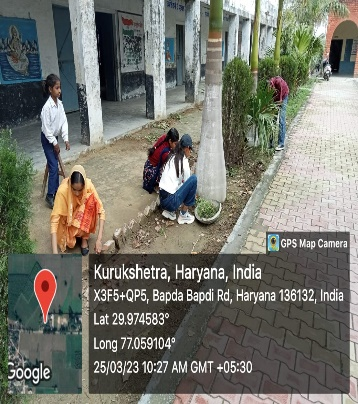 GPS Map Camera
Kurukshetra, Haryana, India
X3F5+QP5, Bapda Bapdi Rd, Haryana 136132, India
Lat 29.974583°
Long 77.059104°
25/03/23 10:27 AM GMT +05:30
Google